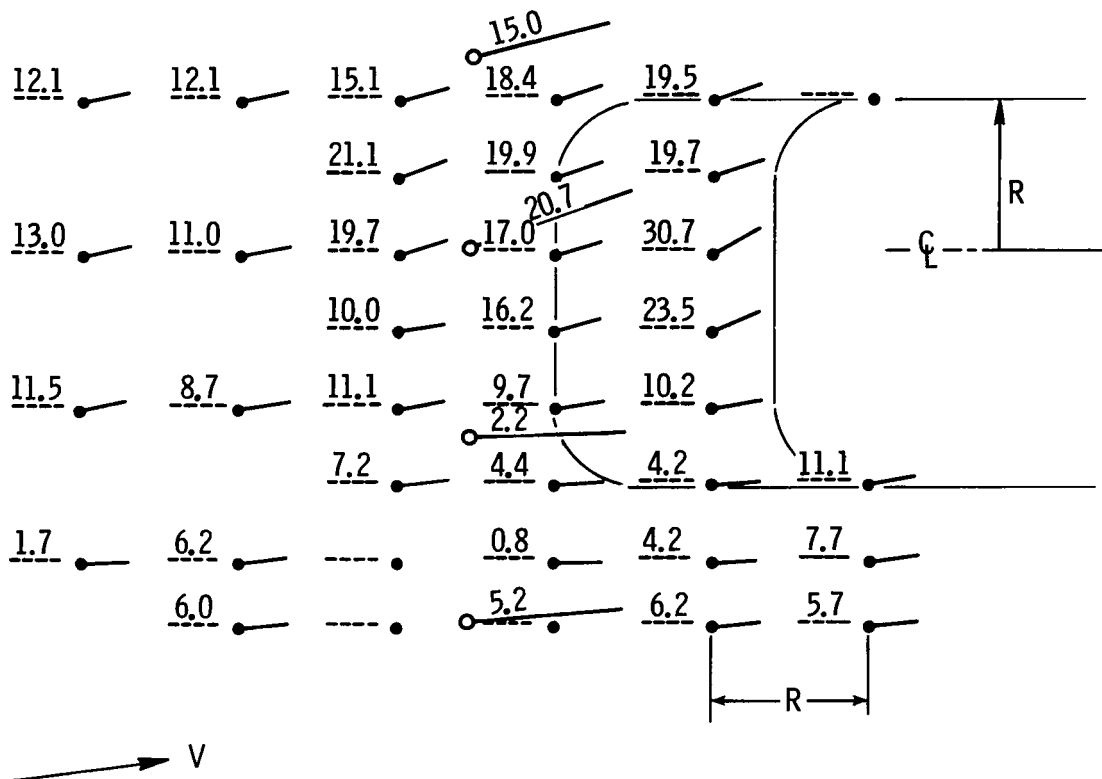 15.0
12.1 12.1 15.1 18.4 19.5 ----
21.1 19.9 19.7
20.7
R
13.0 11.0 19.7 17.0 30.7
℄
10.0 16.2 23.5
11.5 8.7 11.1 9.7 10.2
2.2
7.2 4.4 4.2 11.1
1.7 6.2 ---- 0.8 4.2 7.7
6.0 ---- 5.2 6.2 5.7
R
V